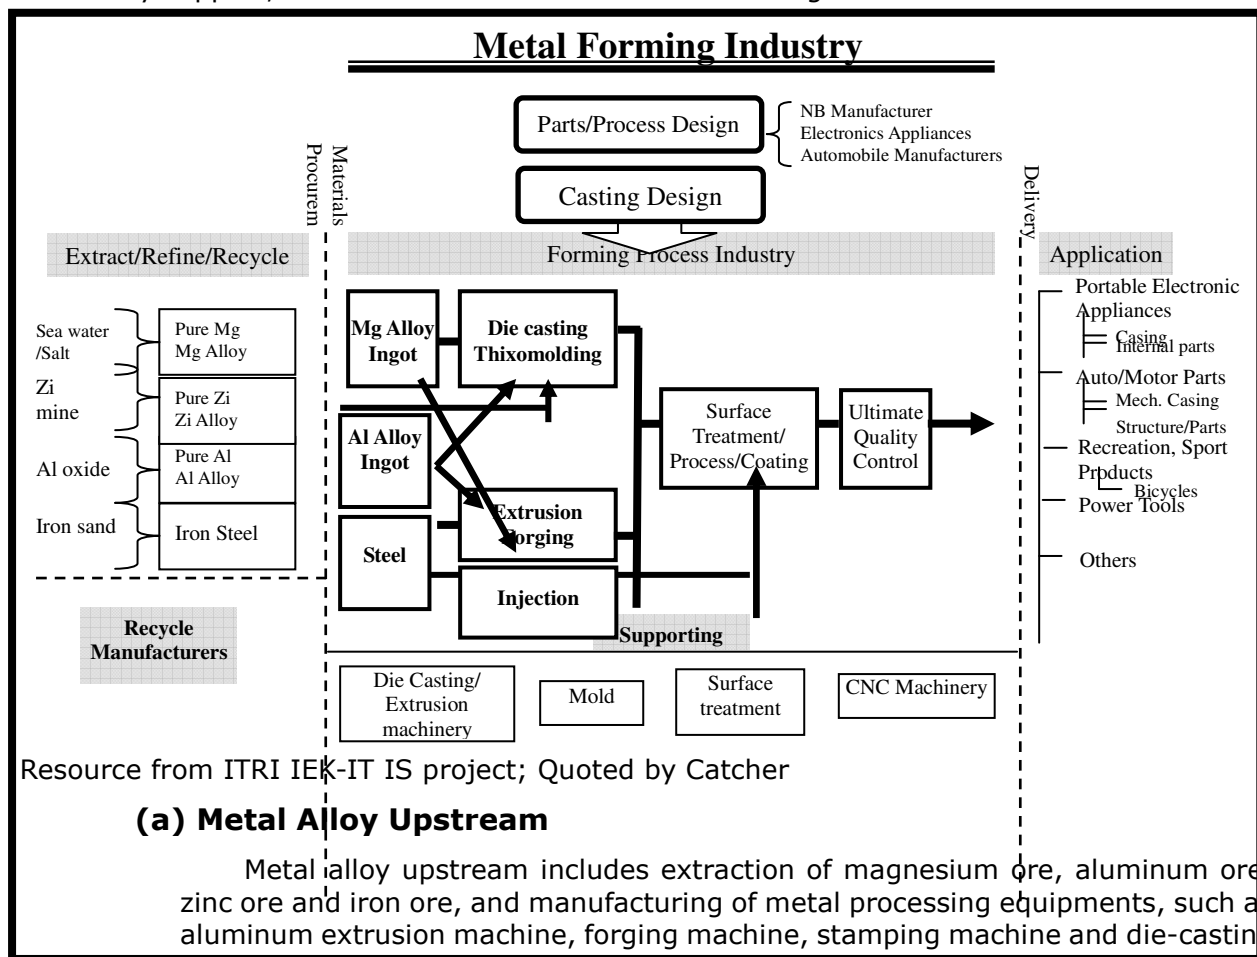 Metal Forming Industry
Parts/Process Design
NB Manufacturer
Electronics Appliances
Automobile Manufacturers
Casting Design
Materials
Procurem
Delivery
Extract/Refine/Recycle
Forming Process Industry
Application
Sea water
/Salt
Zi
mine
Al oxide
Iron sand
Pure Mg
Mg Alloy
Pure Zi
Zi Alloy
Pure Al
Al Alloy
Iron Steel
Recycle
Manufacturers
Mg Alloy
Ingot
Al Alloy
Ingot
Steel
Die casting
Thixomolding
Extrusion
Forging
Injection
Surface
Treatment/
Process/Coating
Ultimate
Quality
Control
Portable Electronic
Appliances
Casing
Internal parts
Auto/Motor Parts
Mech. Casing
Structure/Parts
Recreation, Sport
Products
Bicycles
Power Tools
Others
Supporting
Die Casting/
Extrusion
machinery
Mold
Surface
treatment
CNC Machinery
Resource from ITRI IEK-IT IS project; Quoted by Catcher
(a) Metal Alloy Upstream
Metal alloy upstream includes extraction of magnesium ore, aluminum ore
zinc ore and iron ore, and manufacturing of metal processing equipments, such a
aluminum extrusion machine, forging machine, stamping machine and die-castin